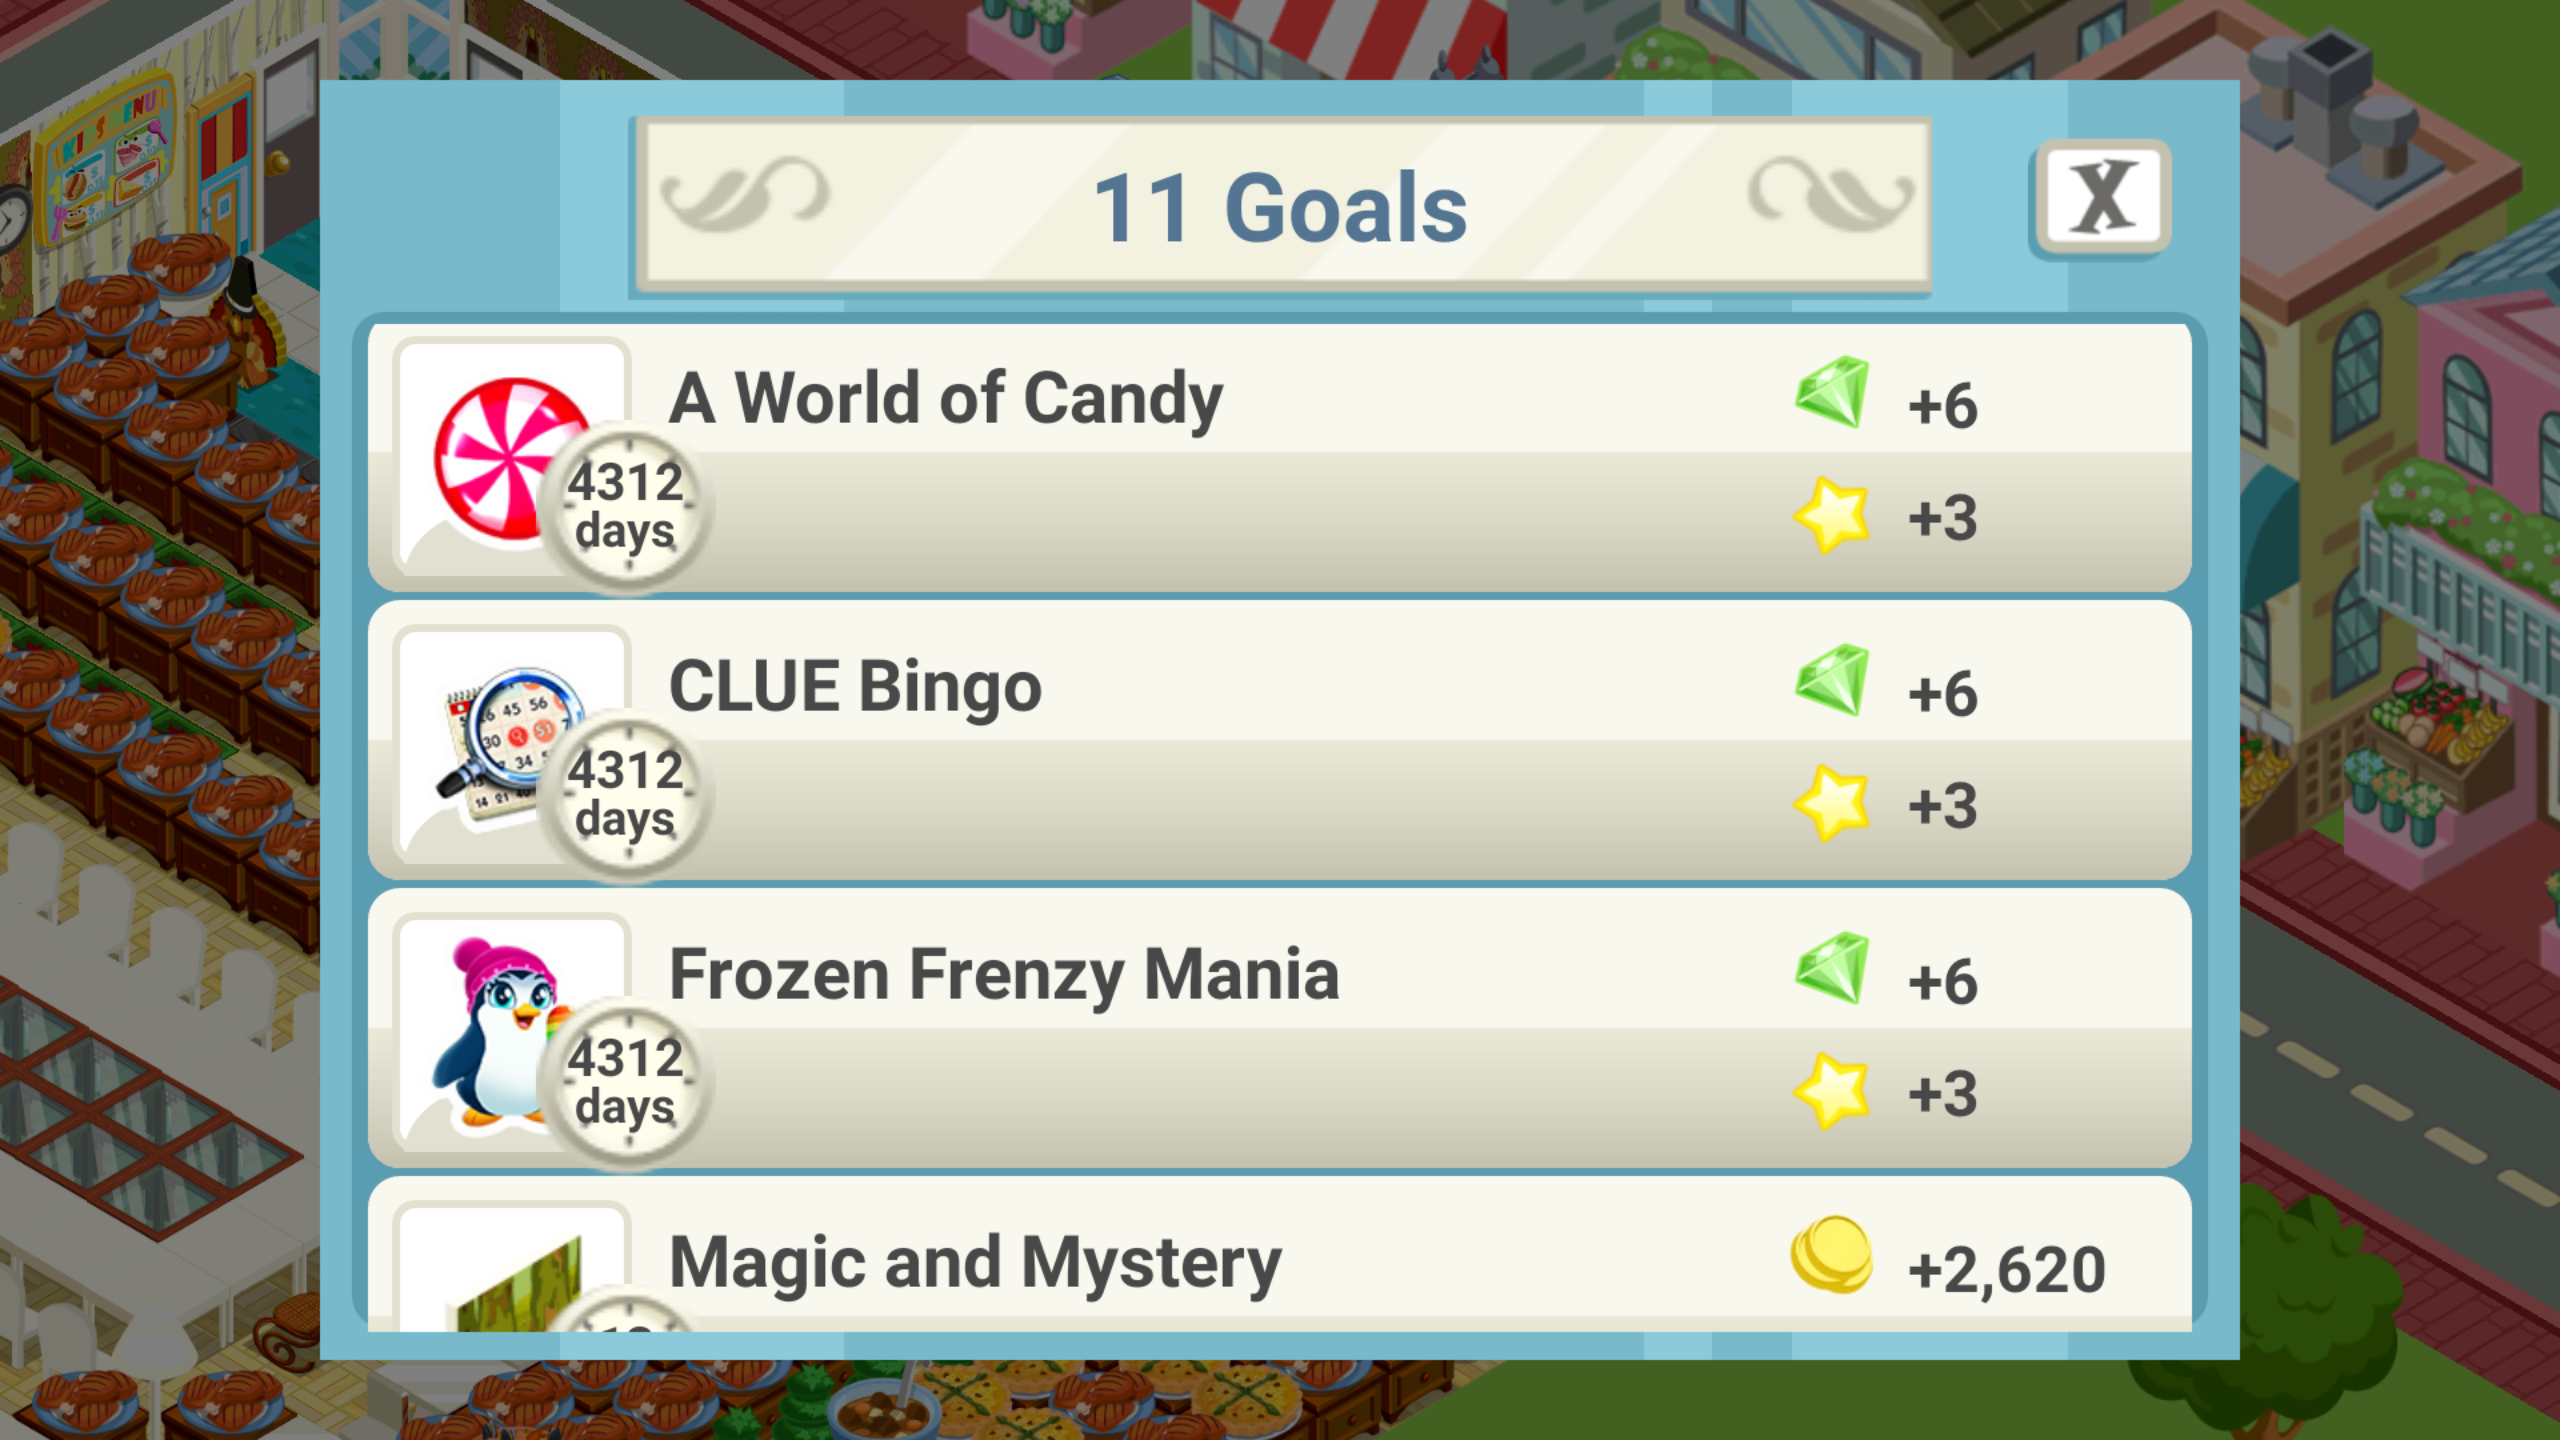 11 Goals
X
A World of Candy
+6
4312
days
+3
CLUE Bingo
+6
4312
days
+3
Frozen Frenzy Mania
+6
4312
days
+3
Magic and Mystery
+2,620